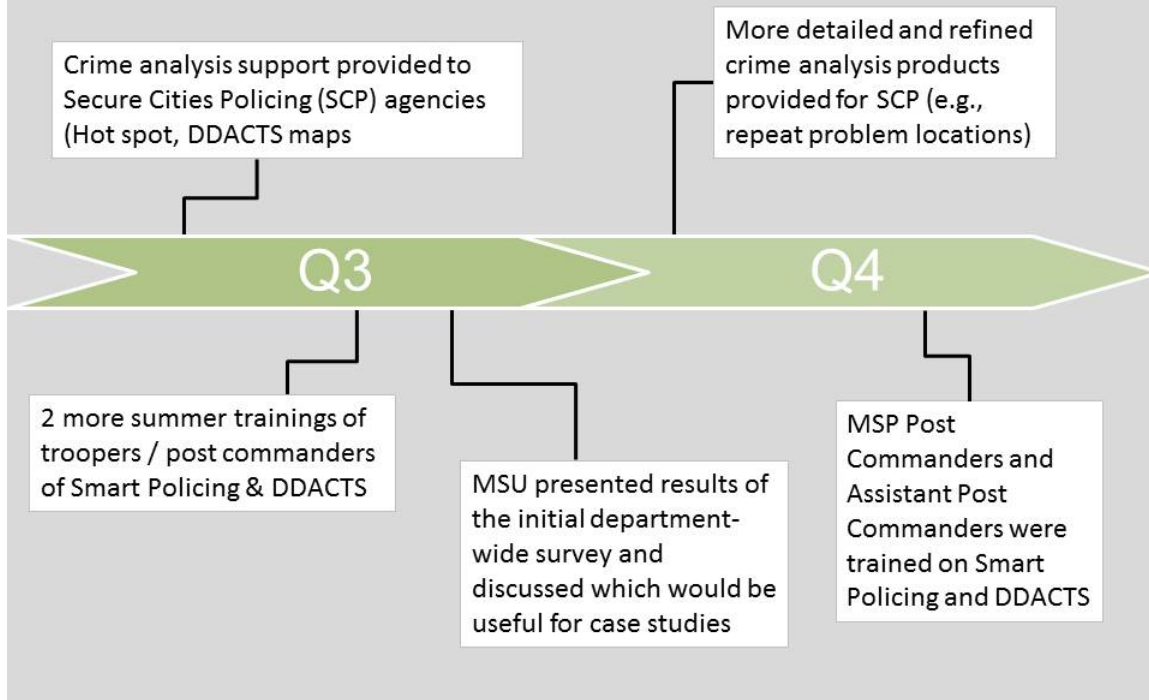 Crime analysis support provided to
Secure Cities Policing (SCP) agencies
(Hot spot, DDACTS maps
More detailed and refined
crime analysis products
provided for SCP (e.g.,
repeat problem locations)
Q3
Q4
2 more summer trainings of
troopers / post commanders
of Smart Policing & DDACTS
MSU presented results of
the initial department-
wide survey and
discussed which would be
useful for case studies
MSP Post
Commanders and
Assistant Post
Commanders were
trained on Smart
Policing and DDACTS